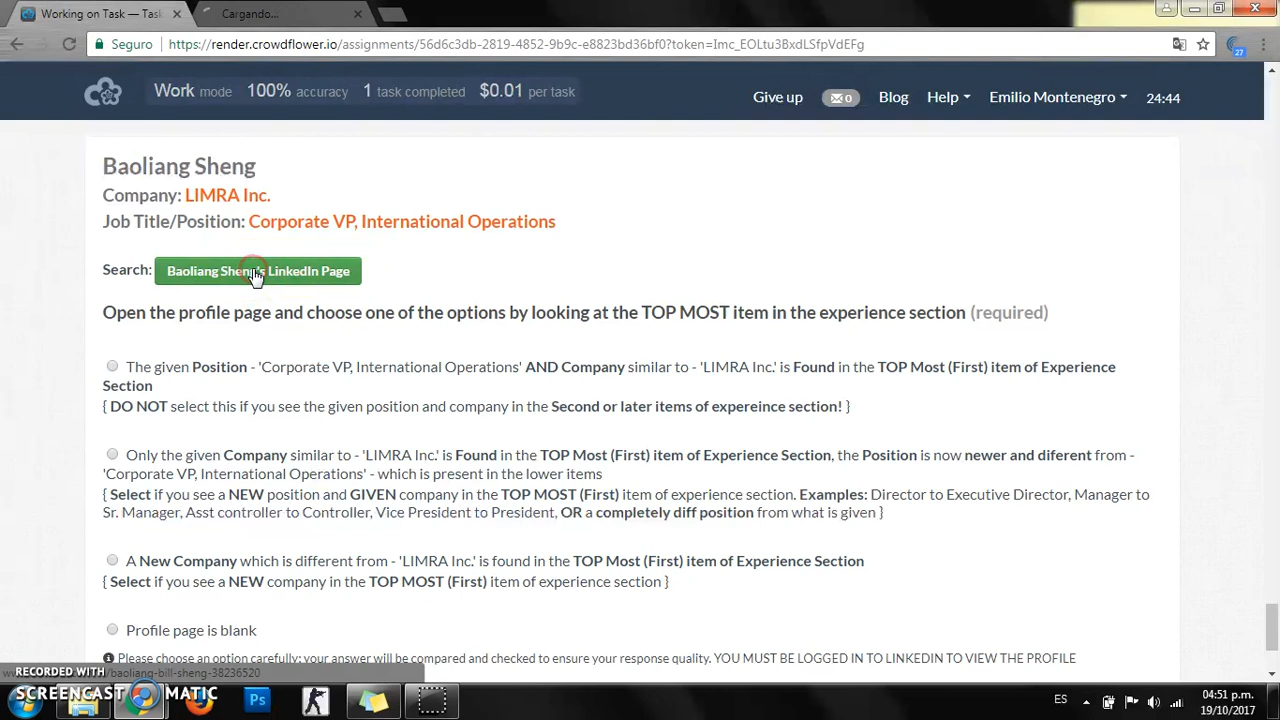 Working on Task — Task
Cargando...
Seguro
https://render.crowdflower.io/assignments/56d6c3db-2819-4852-9b9c-e8823bd36bf0?token=Imc_EOLtu3BxdLSfpVdEFg
27
Work mode 100% accuracy 1 task completed $0.01 per task
Give up 0 Blog Help Emilio Montenegro 24:44
Baoliang Sheng
Company: LIMRA Inc.
Job Title/Position: Corporate VP, International Operations
Search: Baoliang Sheng's LinkedIn Page
Open the profile page and choose one of the options by looking at the TOP MOST item in the experience section (required)
The given Position - 'Corporate VP, International Operations' AND Company similar to - 'LIMRA Inc.' is Found in the TOP Most (First) item of Experience
Section
{ DO NOT select this if you see the given position and company in the Second or later items of expereince section! }
Only the given Company similar to - 'LIMRA Inc.' is Found in the TOP Most (First) item of Experience Section, the Position is now newer and diferent from -
'Corporate VP, International Operations' - which is present in the lower items
{ Select if you see a NEW position and GIVEN company in the TOP MOST (First) item of experience section. Examples: Director to Executive Director, Manager to
Sr. Manager, Asst controller to Controller, Vice President to President, OR a completely diff position from what is given }
A New Company which is different from - 'LIMRA Inc.' is found in the TOP Most (First) item of Experience Section
{ Select if you see a NEW company in the TOP MOST (First) item of experience section }
Profile page is blank
Please choose an option carefully; your answer will be compared and checked to ensure your response quality. YOU MUST BE LOGGED IN TO LINKEDIN TO VIEW THE PROFILE
RECORDED WITH
SCREENCAST MATIC
/baoliang-bill-sheng-38236520
Ps
ES
04:51 p.m.
19/10/2017